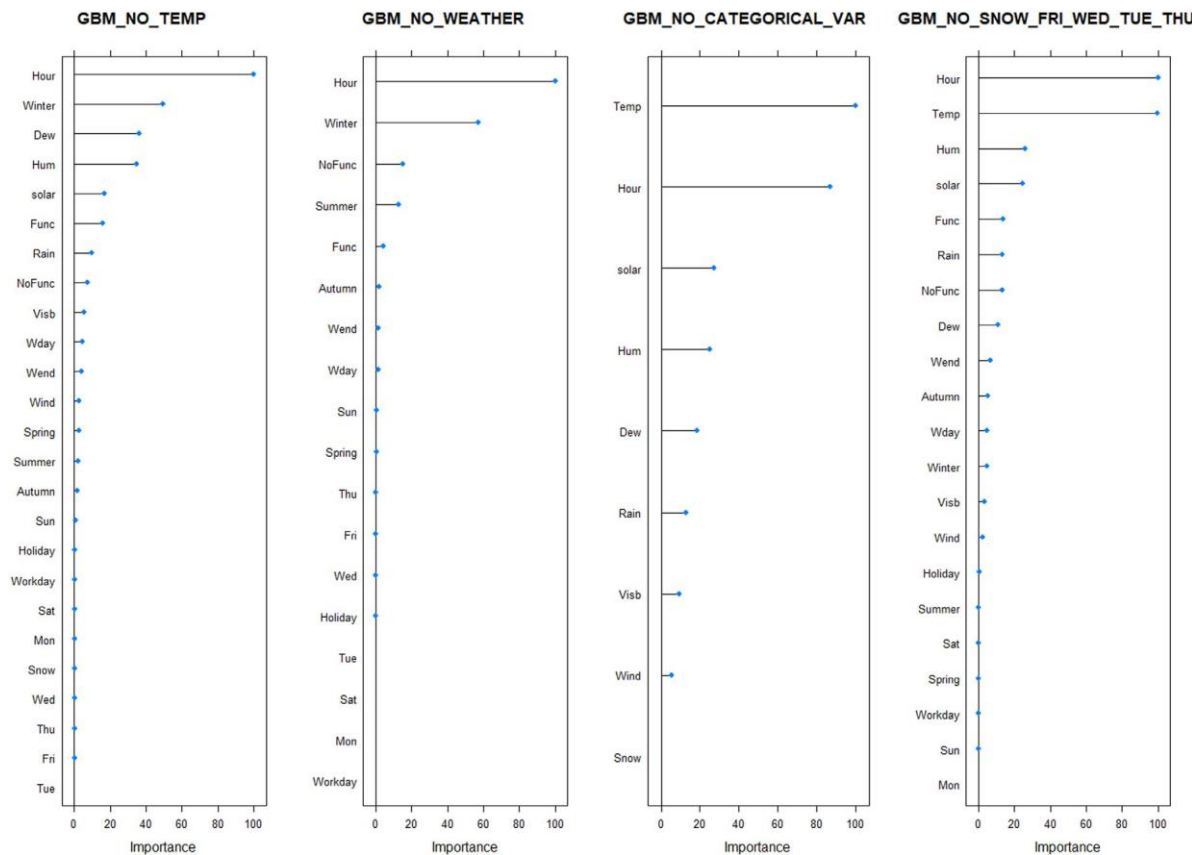 GBM_NO_TEMP
Hour
Winter
Dew
Hum
solar
Func
Rain
NoFunc
Visb
Wday
Wend
Wind
Spring
Summer
Autumn
Sun
Holiday
Workday
Sat
Mon
Snow
Wed
Thu
Fri
Tue
0 20 40 60 80 100
Importance
GBM_NO_WEATHER
Hour
Winter
NoFunc
Summer
Func
Autumn
Wend
Wday
Sun
Spring
Thu
Fri
Wed
Holiday
Tue
Sat
Mon
Workday
0 20 40 60 80 100
Importance
GBM_NO_CATEGORICAL_VAR
Temp
Hour
solar
Hum
Dew
Rain
Visb
Wind
Snow
0 20 40 60 80 100
Importance
GBM_NO_SNOW_FRI_WED_TUE_THU
Hour
Temp
Hum
solar
Func
Rain
NoFunc
Dew
Wend
Autumn
Wday
Winter
Visb
Wind
Holiday
Summer
Sat
Spring
Workday
Sun
Mon
0 20 40 60 80 100
Importance